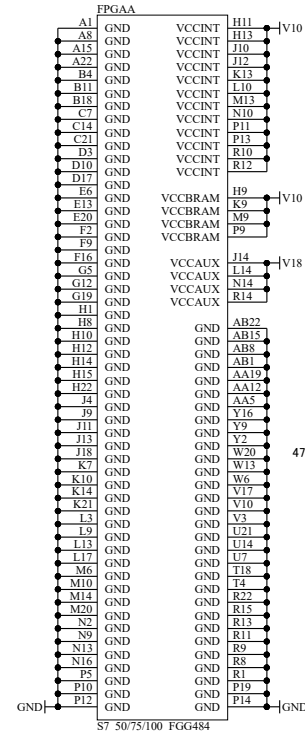 FPGAA
A1 GND VCCINT H11 V10
A8 GND VCCINT H13
A15 GND VCCINT J10
A22 GND VCCINT J12
B4 GND VCCINT K13
B11 GND VCCINT L10
B18 GND VCCINT M13
C7 GND VCCINT N10
C14 GND VCCINT P11
C21 GND VCCINT P13
D3 GND VCCINT R10
D10 GND VCCINT R12
D17 GND
E6 GND VCCBRAM H9 V10
E13 GND VCCBRAM K9
E20 GND VCCBRAM M9
F2 GND VCCBRAM P9
F9 GND
F16 GND VCCAUX J14 V18
G5 GND VCCAUX L14
G12 GND VCCAUX N14
G19 GND VCCAUX R14
H1 GND
H8 GND GND AB22
H10 GND GND AB15
H12 GND GND AB8
H14 GND GND AB1
H15 GND GND AA19
H22 GND GND AA12
J4 GND GND AA5
J9 GND GND Y16
J11 GND GND Y9
J13 GND GND Y2
J18 GND GND W20 47
K7 GND GND W13
K10 GND GND W6
K14 GND GND V17
K21 GND GND V10
L3 GND GND V3
L9 GND GND U21
L13 GND GND U14
L17 GND GND U7
M6 GND GND T18
M10 GND GND T4
M14 GND GND R22
M20 GND GND R15
N2 GND GND R13
N9 GND GND R11
N13 GND GND R9
N16 GND GND R8
P5 GND GND R1
P10 GND GND P19
GND P12 GND GND P14 GND
S7 50/75/100 FGG484